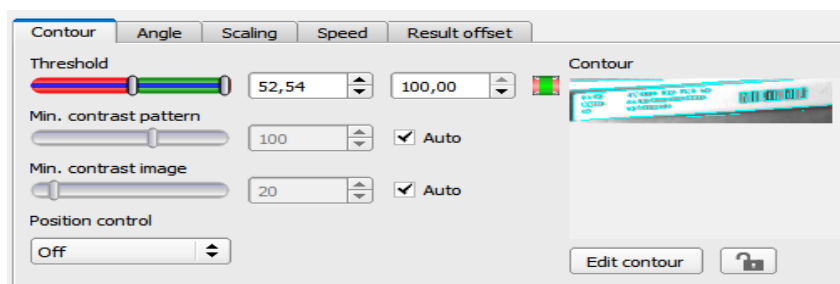 Contour Angle Scaling Speed Result offset
Threshold Contour
52,54 100,00
Min. contrast pattern
100 Auto
Min. contrast image
20 Auto
Position control
Off Edit contour